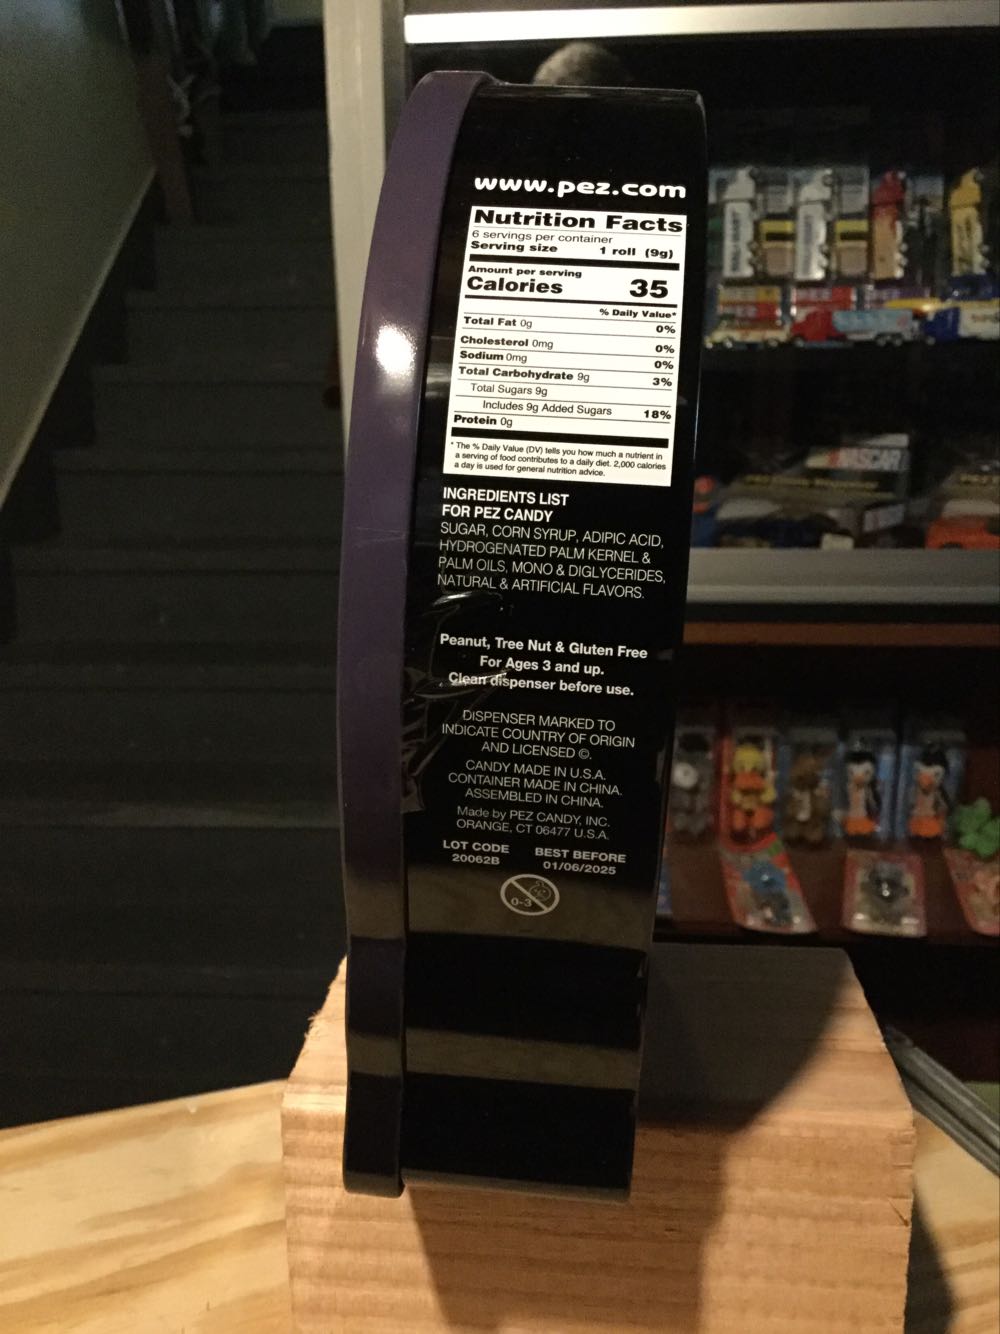 www.pez.com
Nutrition Facts
6 servings per container
Serving size 1 roll (9g)
Amount per serving
Calories 35
% Daily Value*
Total Fat 0g 0%
Cholesterol 0mg 0%
Sodium 0mg 0%
Total Carbohydrate 9g 3%
Total Sugars 9g
Includes 9g Added Sugars 18%
Protein 0g
* The % Daily Value (DV) tells you how much a nutrient in
a serving of food contributes to a daily diet. 2,000 calories
a day is used for general nutrition advice.
INGREDIENTS LIST
FOR PEZ CANDY
SUGAR, CORN SYRUP, ADIPIC ACID,
HYDROGENATED PALM KERNEL &
PALM OILS, MONO & DIGLYCERIDES,
NATURAL & ARTIFICIAL FLAVORS.
Peanut, Tree Nut & Gluten Free
For Ages 3 and up.
Clean dispenser before use.
DISPENSER MARKED TO
INDICATE COUNTRY OF ORIGIN
AND LICENSED ©.
CANDY MADE IN U.S.A.
CONTAINER MADE IN CHINA.
ASSEMBLED IN CHINA.
Made by PEZ CANDY, INC.
ORANGE, CT 06477 U.S.A.
LOT CODE BEST BEFORE
20062B 01/06/2025
0-3
NASCAR